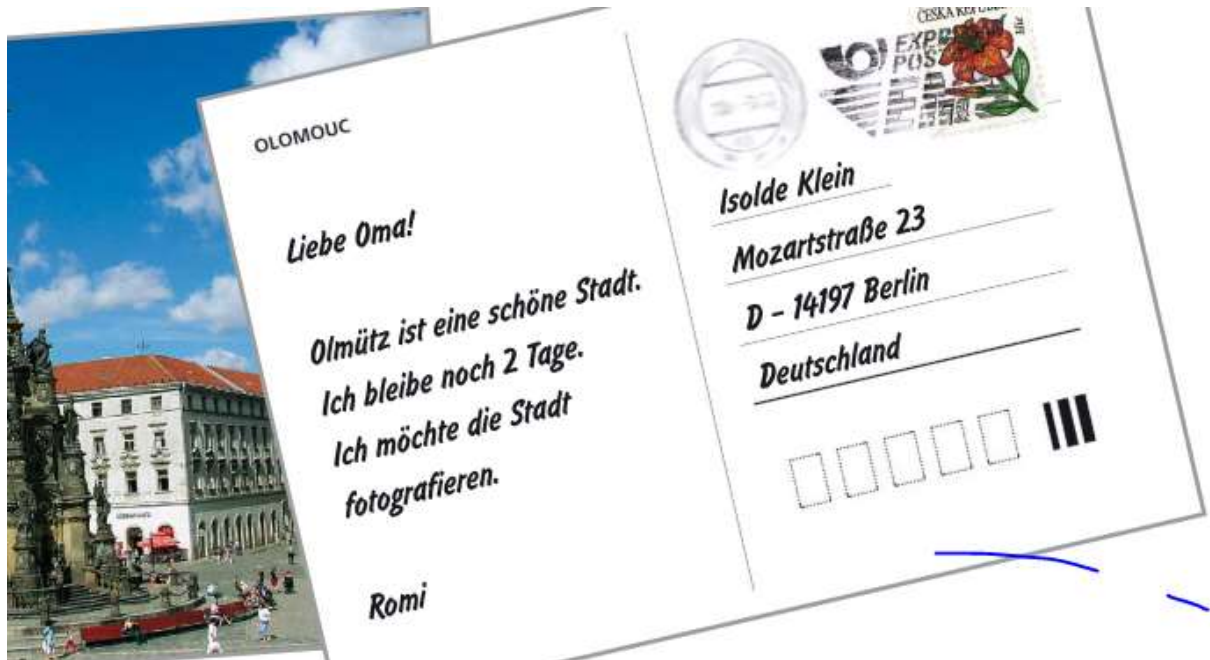 OLOMOUC
Liebe Oma!
Olmütz ist eine schöne Stadt.
Ich bleibe noch 2 Tage.
Ich möchte die Stadt
fotografieren.
Romi
ČESKÁ
Isolde Klein
Mozartstraße 23
D – 14197 Berlin
Deutschland